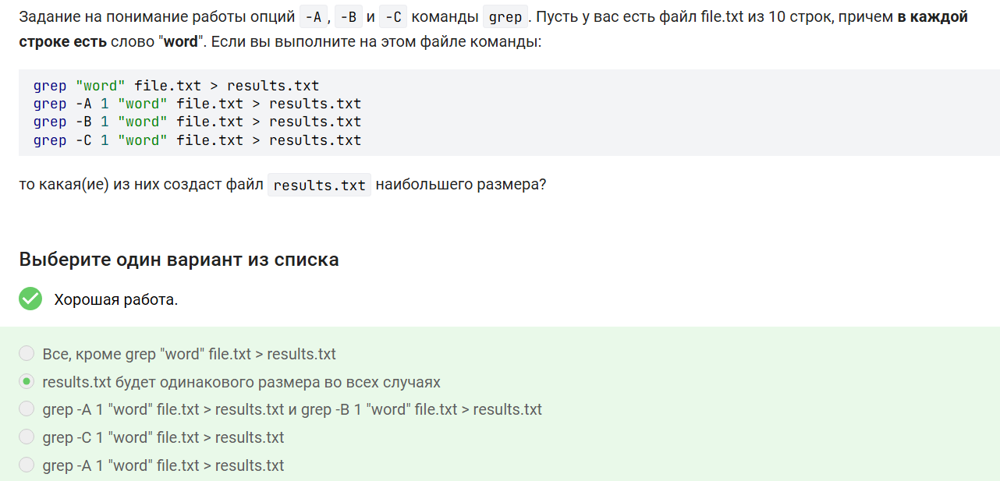 Задание на понимание работы опций -A , -B и -C команды grep . Пусть у вас есть файл file.txt из 10 строк, причем в каждой
строке есть слово "word". Если вы выполните на этом файле команды:
grep "word" file.txt > results.txt
grep -A 1 "word" file.txt > results.txt
grep -B 1 "word" file.txt > results.txt
grep -C 1 "word" file.txt > results.txt
то какая(ие) из них создаст файл results.txt наибольшего размера?
Выберите один вариант из списка
Хорошая работа.
Все, кроме grep "word" file.txt > results.txt
results.txt будет одинакового размера во всех случаях
grep -A 1 "word" file.txt > results.txt и grep -B 1 "word" file.txt > results.txt
grep -C 1 "word" file.txt > results.txt
grep -A 1 "word" file.txt > results.txt